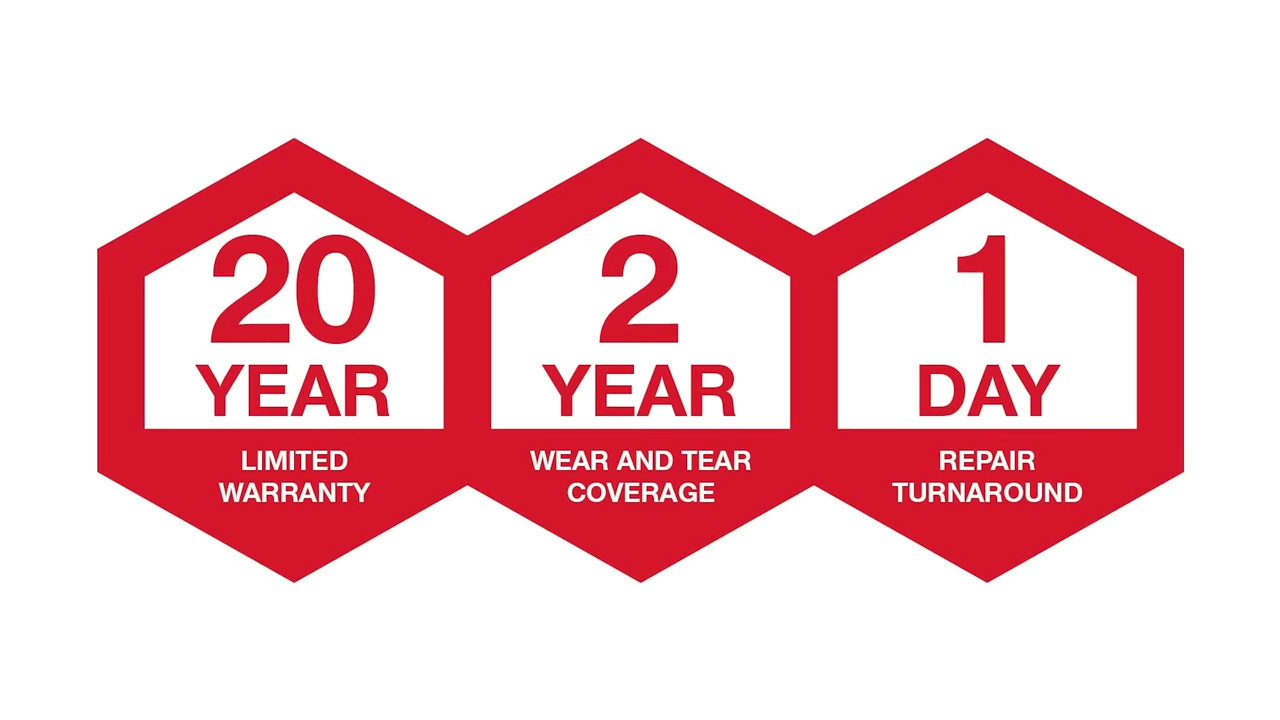 20
YEAR
LIMITED
WARRANTY
2
YEAR
WEAR AND TEAR
COVERAGE
1
DAY
REPAIR
TURNAROUND